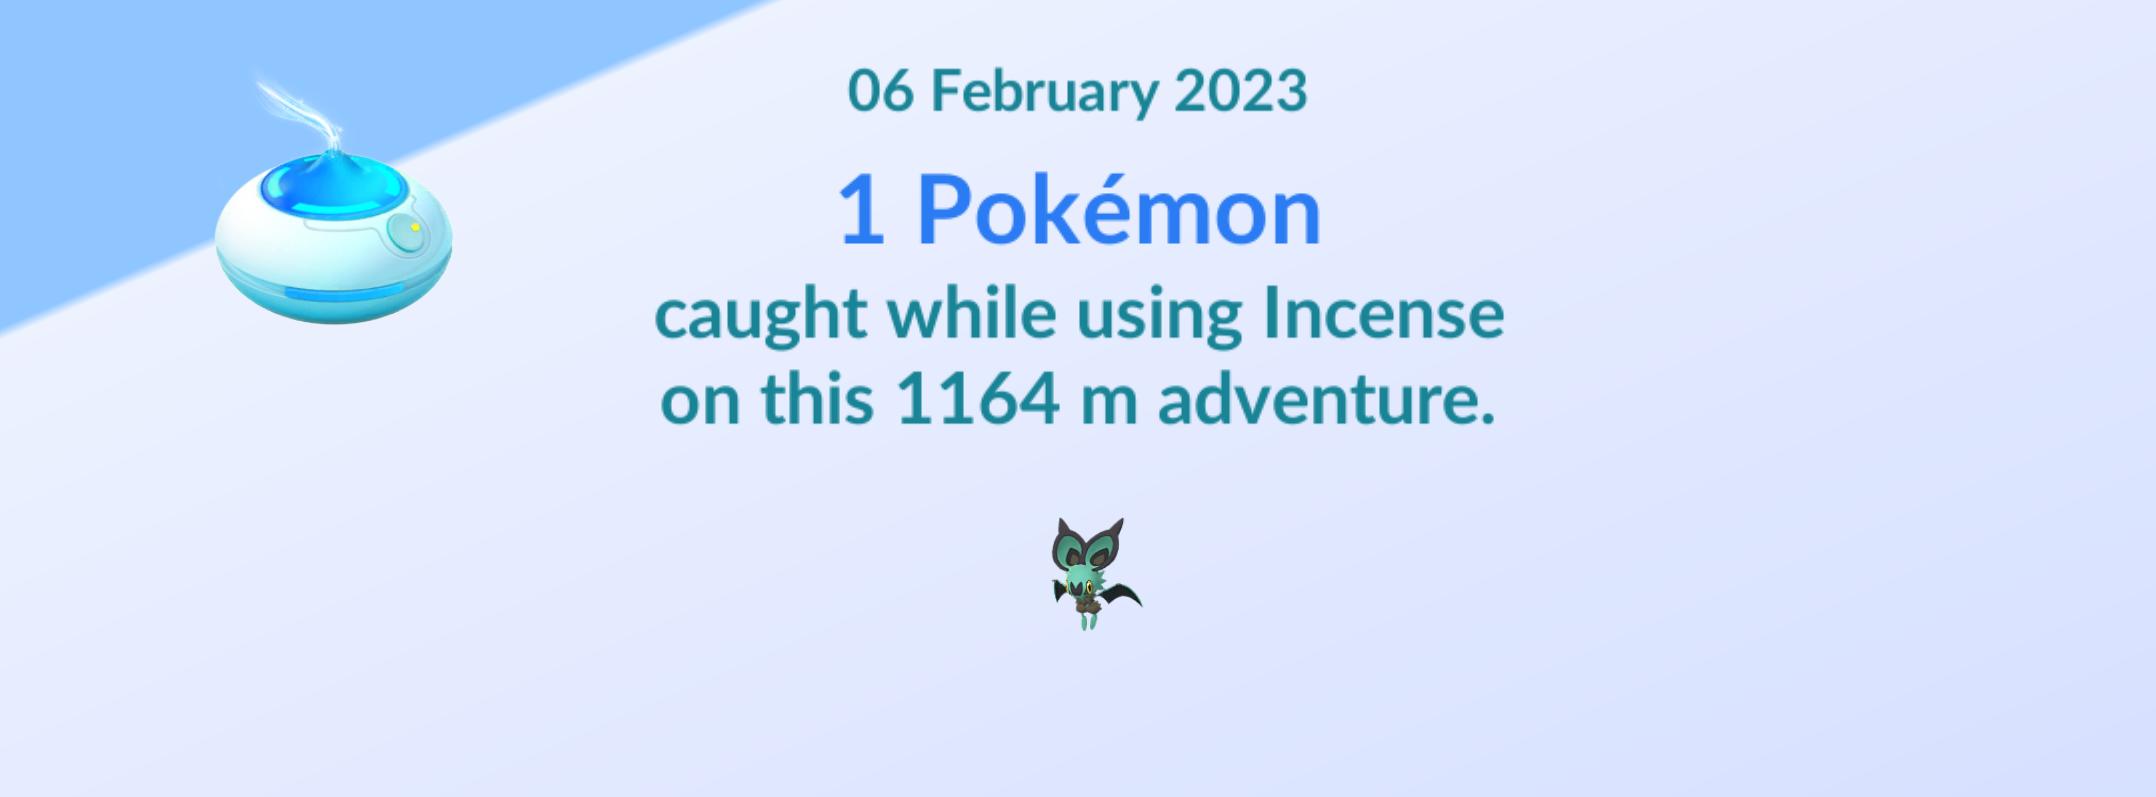 06 February 2023
1 Pokémon
caught while using Incense
on this 1164 m adventure.